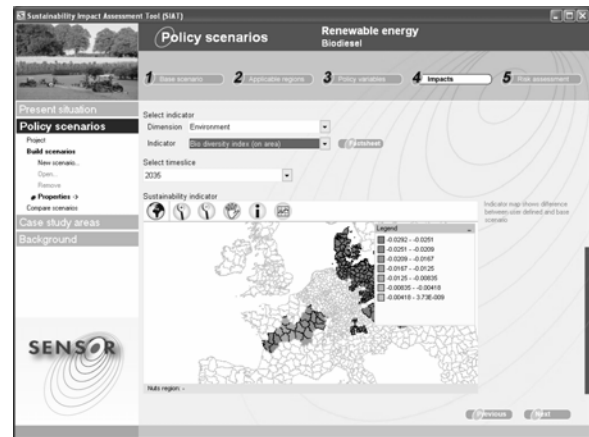 Sustainability Impact Assessment Tool (SIAT)
Policy scenarios
Renewable energy
Biodiesel
1 Base scenario
2 Applicable regions
3 Policy variables
4 Impacts
5 Risk assessment
Present situation
Policy scenarios
Project
Build scenarios
New scenario...
Open...
Remove
Properties ->
Compare scenarios
Case study areas
Background
SENSOR
Select indicator
Dimension Environment
Indicator Bio diversity index (on area) Factsheet
Select timeslice
2035
Sustainability indicator
Legend
-0.0292 - -0.0251
-0.0251 - -0.0209
-0.0209 - -0.0167
-0.0167 - -0.0125
-0.0125 - -0.00835
-0.00835 - -0.00418
-0.00418 - 3.73E-009
Indicator map shows difference
between user defined and base
scenario
Nuts region: -
Previous Next